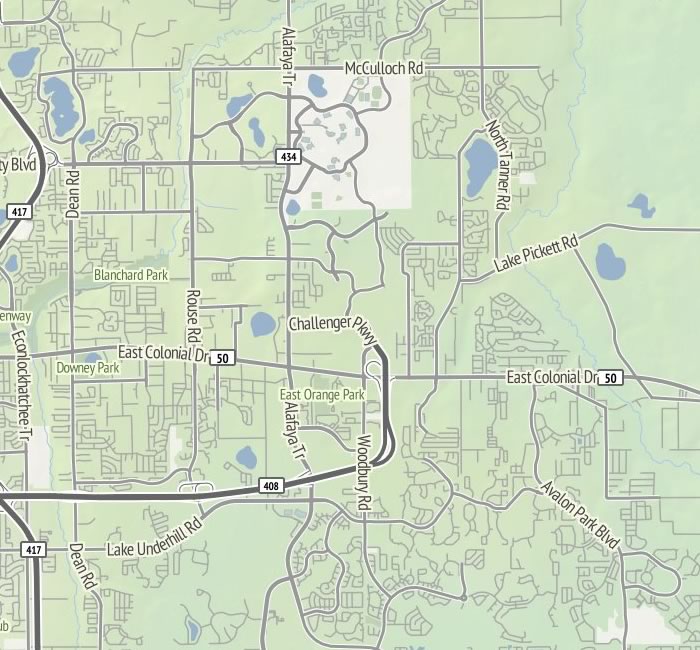 Alafaya Tr
McCulloch Rd
North Tanner Rd
434
ty Blvd
Dean Rd
417
Lake Pickett Rd
Blanchard Park
enway
Rouse Rd
Challenger Pkwy
Econlockhatchee Tr
East Colonial Dr
50
Downey Park
East Colonial Dr
50
East Orange Park
Alafaya Tr
Woodbury Rd
408
Avalon Park Blvd
Lake Underhill Rd
417
Dean Rd
ub